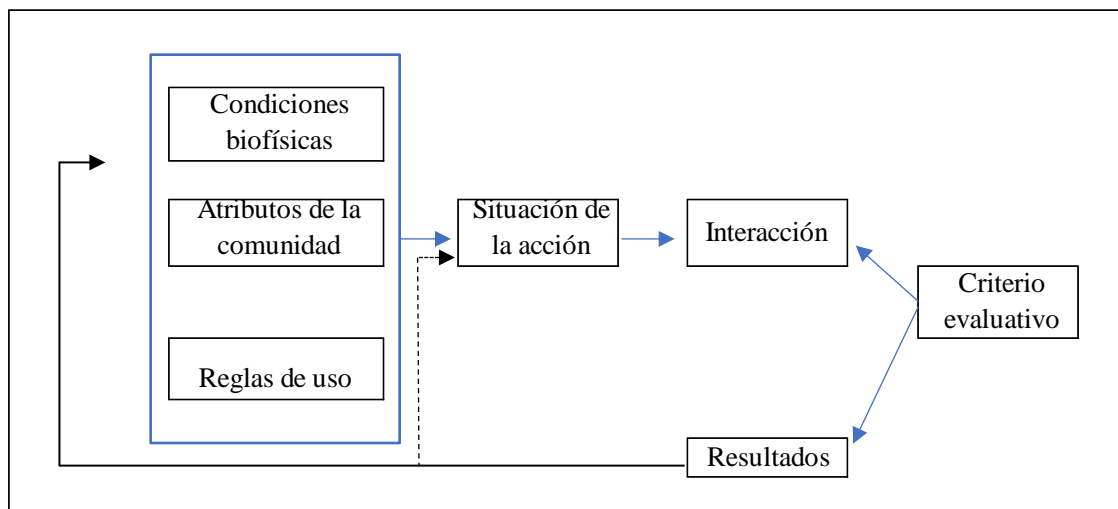 Condiciones
biofísicas
Atributos de la
comunidad
Reglas de uso
Situación de
la acción
Interacción
Criterio
evaluativo
Resultados